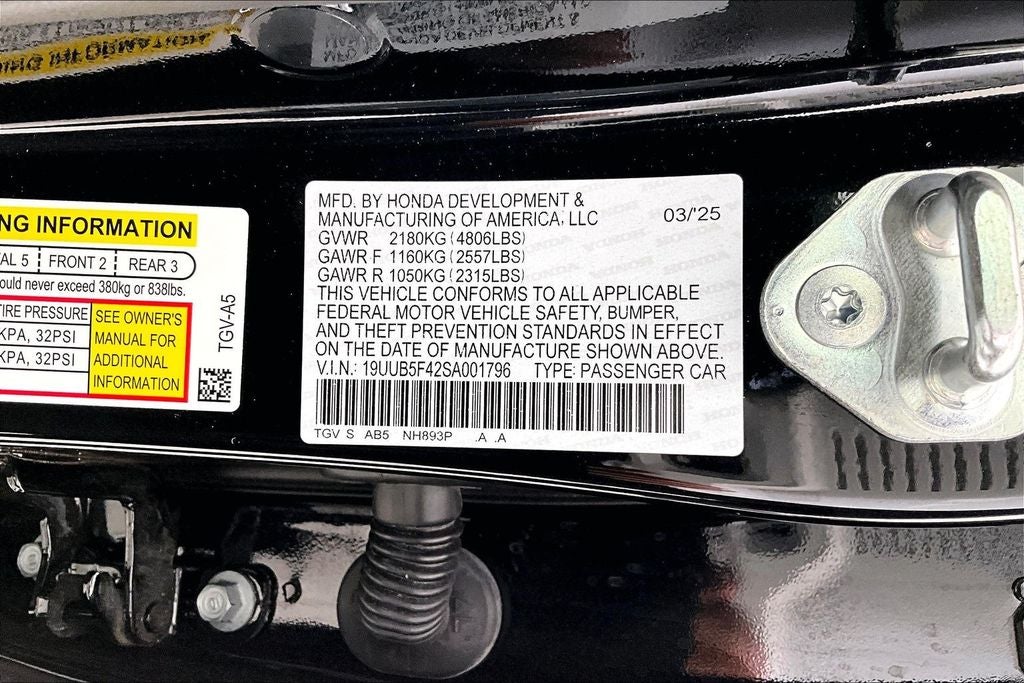 NG INFORMATION
AL 5 FRONT 2 REAR 3
ould never exceed 380kg or 838lbs.
TIRE PRESSURE
KPA, 32PSI
KPA, 32PSI
SEE OWNER'S
MANUAL FOR
ADDITIONAL
INFORMATION
TGV-A5
MFD. BY HONDA DEVELOPMENT &
MANUFACTURING OF AMERICA, LLC 03/'25
GVWR 2180KG (4806LBS)
GAWR F 1160KG (2557LBS)
GAWR R 1050KG (2315LBS)
THIS VEHICLE CONFORMS TO ALL APPLICABLE
FEDERAL MOTOR VEHICLE SAFETY, BUMPER,
AND THEFT PREVENTION STANDARDS IN EFFECT
ON THE DATE OF MANUFACTURE SHOWN ABOVE.
V.I.N.: 19UUB5F42SA001796 TYPE: PASSENGER CAR
TGV S AB5 NH893P .A .A